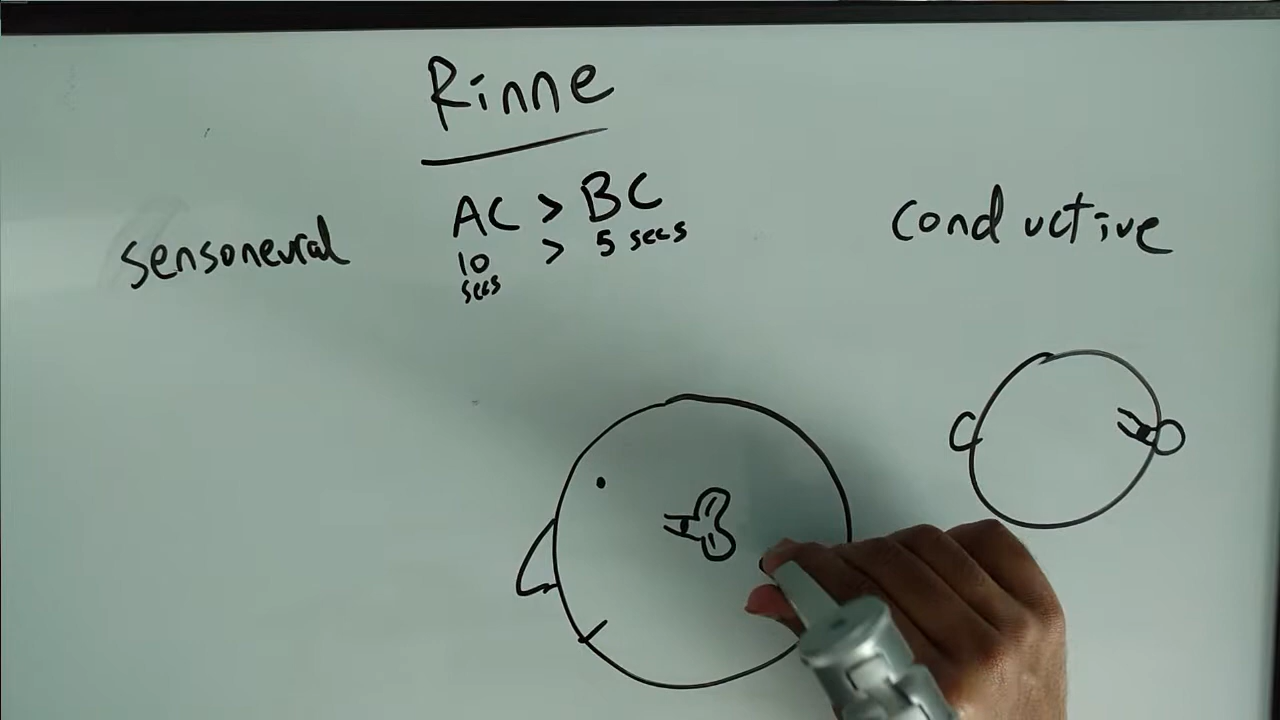 Rinne
AC > BC
10 secs > 5 secs
sensoneural
conductive